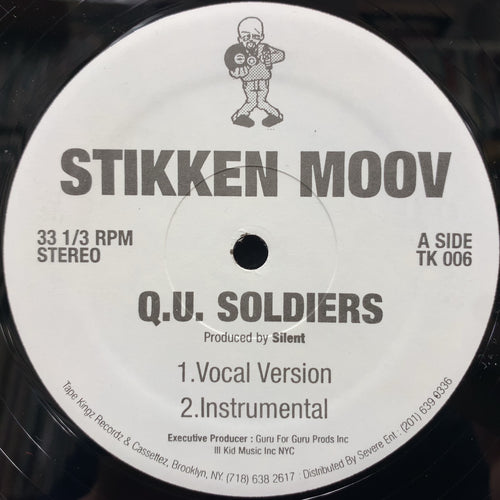 STIKKEN MOOV
33 1/3 RPM
STEREO
A SIDE
TK 006
Q.U. SOLDIERS
Produced by Silent
1.Vocal Version
2.Instrumental
Executive Producer : Guru For Guru Prods Inc
Ill Kid Music Inc NYC
Tape Kingz Recordz & Cassettez, Brooklyn, NY. (718) 638 2617 · Distributed By Severe Ent · (201) 639 0336